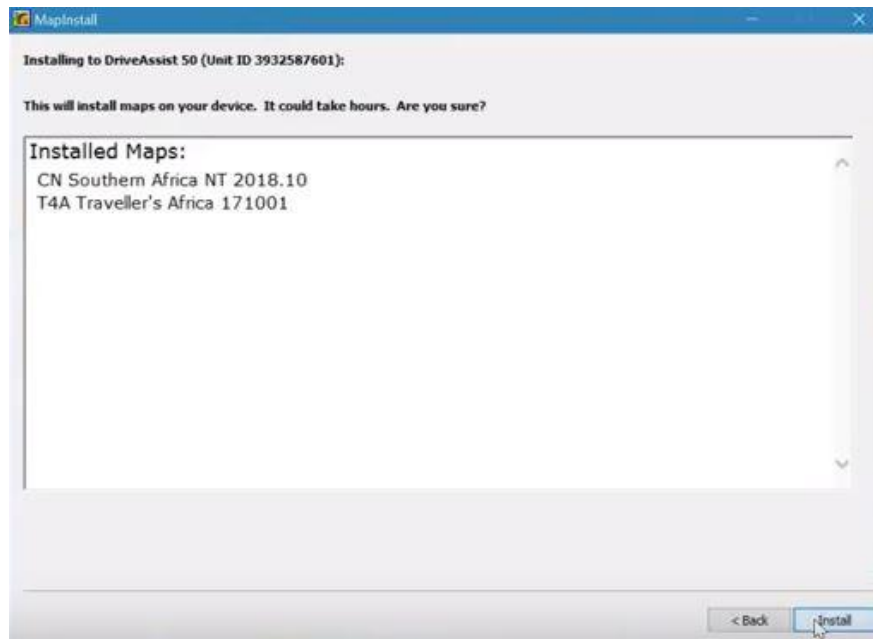 MapInstall
Installing to DriveAssist 50 (Unit ID 3932587601):
This will install maps on your device. It could take hours. Are you sure?
Installed Maps:
CN Southern Africa NT 2018.10
T4A Traveller's Africa 171001
< Back
Install